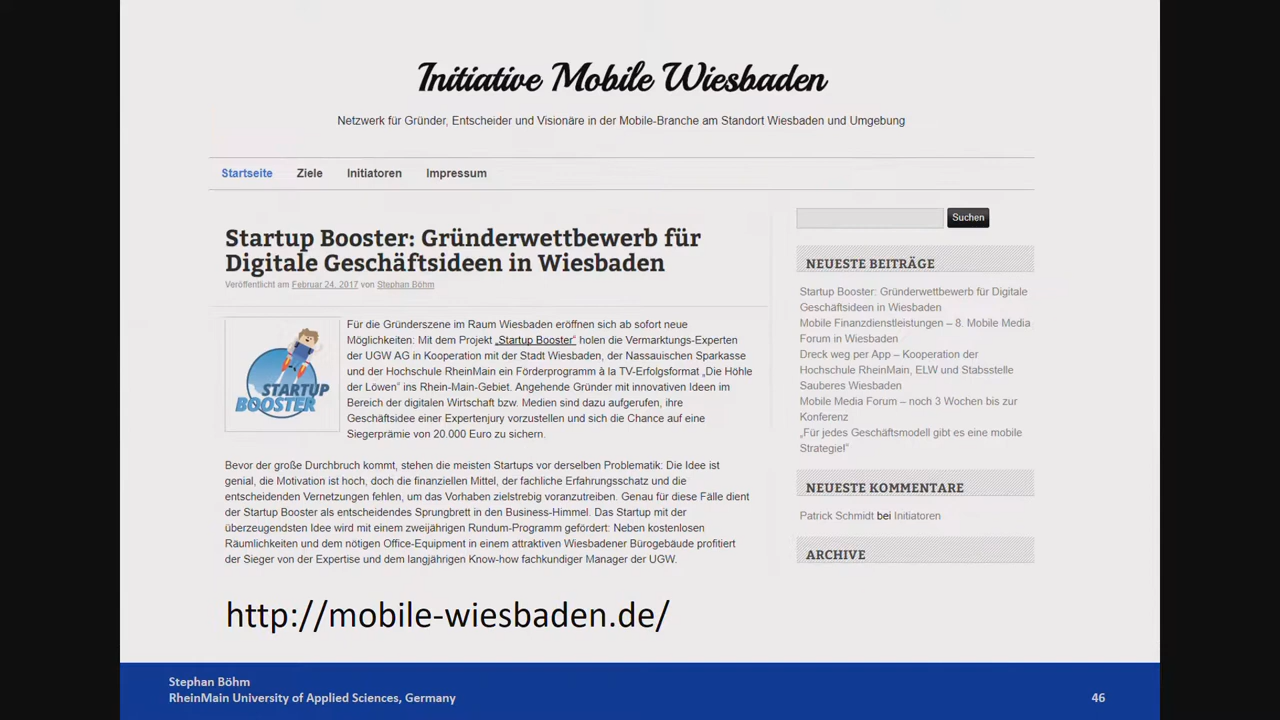 Initiative Mobile Wiesbaden
Netzwerk für Gründer, Entscheider und Visionäre in der Mobile-Branche am Standort Wiesbaden und Umgebung
Startseite Ziele Initiatoren Impressum
Startup Booster: Gründerwettbewerb für
Digitale Geschäftsideen in Wiesbaden
Veröffentlicht am Februar 24, 2017 von Stephan Böhm
STARTUP
BOOSTER
Für die Gründerszene im Raum Wiesbaden eröffnen sich ab sofort neue
Möglichkeiten: Mit dem Projekt „Startup Booster“ holen die Vermarktungs-Experten
der UGW AG in Kooperation mit der Stadt Wiesbaden, der Nassauischen Sparkasse
und der Hochschule RheinMain ein Förderprogramm à la TV-Erfolgsformat „Die Höhle
der Löwen“ ins Rhein-Main-Gebiet. Angehende Gründer mit innovativen Ideen im
Bereich der digitalen Wirtschaft bzw. Medien sind dazu aufgerufen, ihre
Geschäftsidee einer Expertenjury vorzustellen und sich die Chance auf eine
Siegerprämie von 20.000 Euro zu sichern.
Bevor der große Durchbruch kommt, stehen die meisten Startups vor derselben Problematik: Die Idee ist
genial, die Motivation ist hoch, doch die finanziellen Mittel, der fachliche Erfahrungsschatz und die
entscheidenden Vernetzungen fehlen, um das Vorhaben zielstrebig voranzutreiben. Genau für diese Fälle dient
der Startup Booster als entscheidendes Sprungbrett in den Business-Himmel. Das Startup mit der
überzeugendsten Idee wird mit einem zweijährigen Rundum-Programm gefördert: Neben kostenlosen
Räumlichkeiten und dem nötigen Office-Equipment in einem attraktiven Wiesbadener Bürogebäude profitiert
der Sieger von der Expertise und dem langjährigen Know-how fachkundiger Manager der UGW.
Suchen
NEUESTE BEITRÄGE
Startup Booster: Gründerwettbewerb für Digitale
Geschäftsideen in Wiesbaden
Mobile Finanzdienstleistungen – 8. Mobile Media
Forum in Wiesbaden
Dreck weg per App – Kooperation der
Hochschule RheinMain, ELW und Stabsstelle
Sauberes Wiesbaden
Mobile Media Forum – noch 3 Wochen bis zur
Konferenz
„Für jedes Geschäftsmodell gibt es eine mobile
Strategie!“
NEUESTE KOMMENTARE
Patrick Schmidt bei Initiatoren
ARCHIVE
http://mobile-wiesbaden.de/
Stephan Böhm
RheinMain University of Applied Sciences, Germany
46